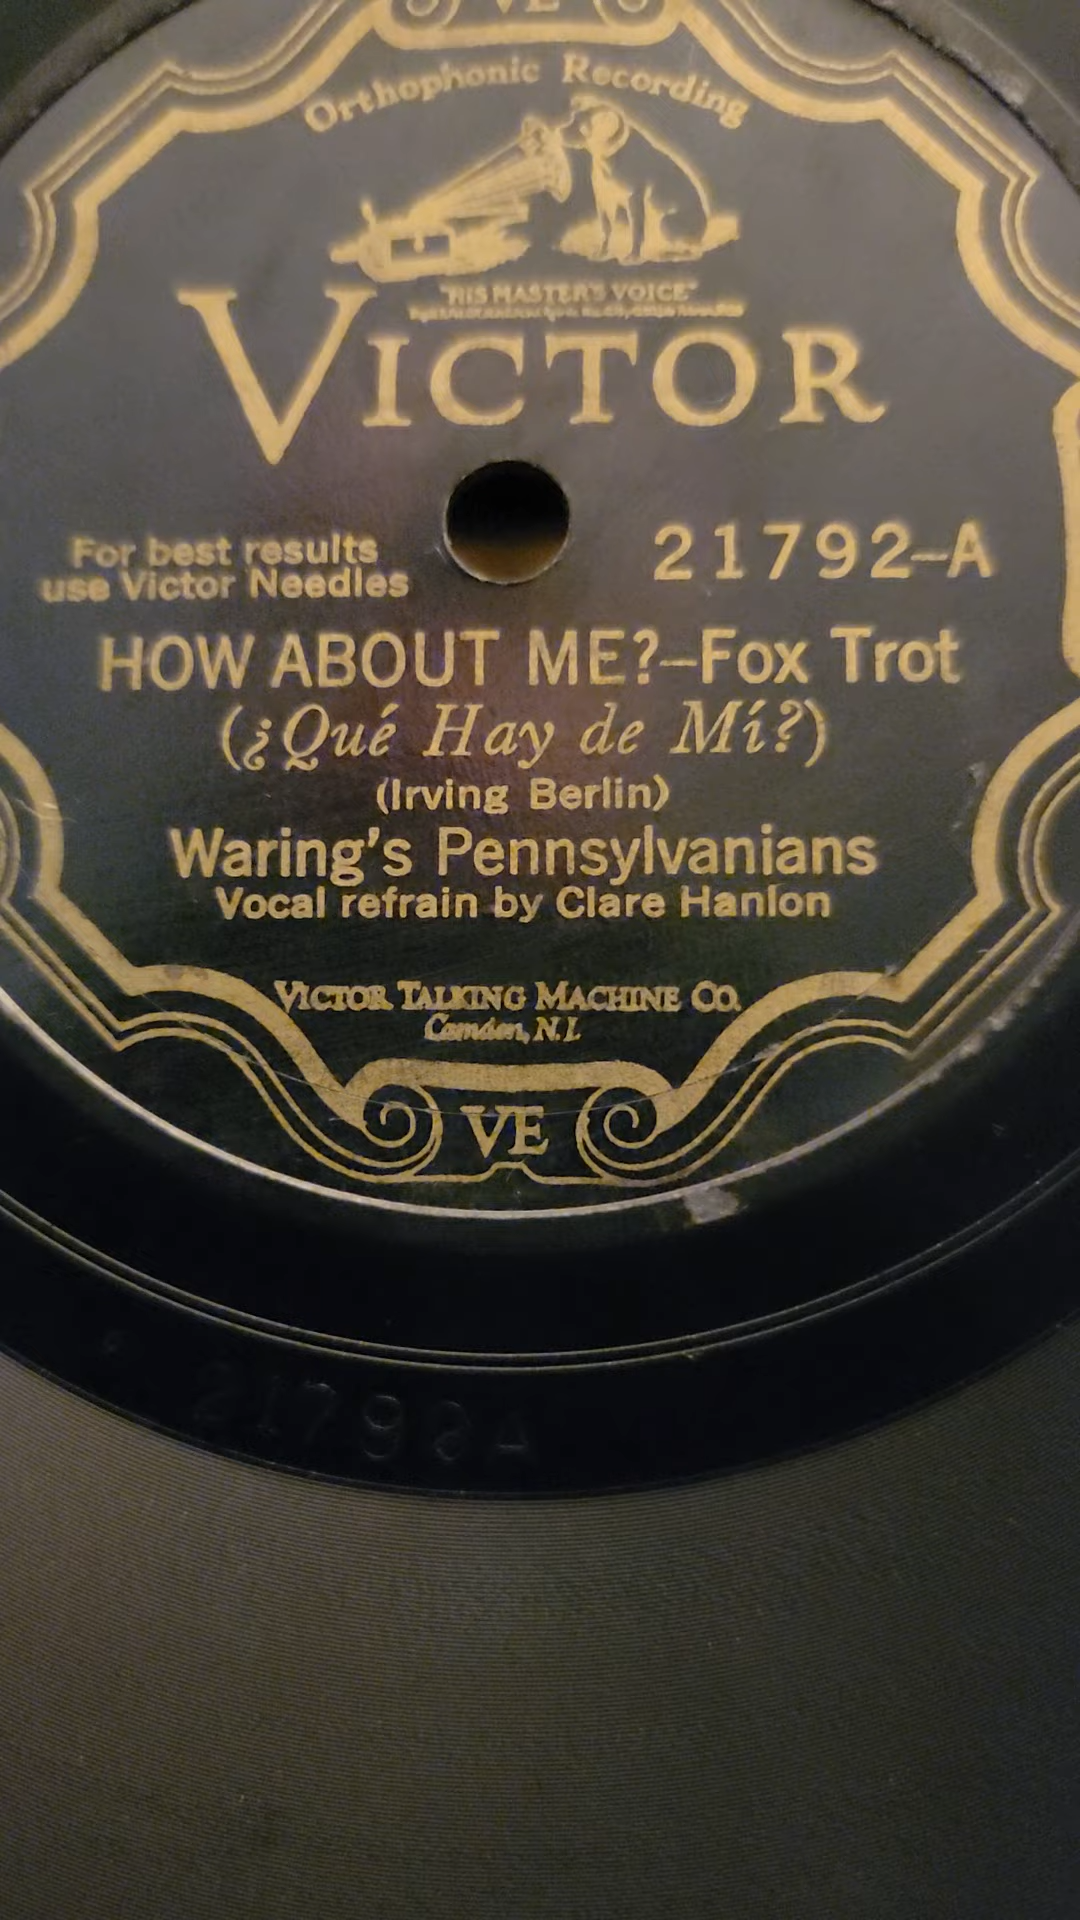 VE
Orthophonic Recording
"HIS MASTER'S VOICE"
VICTOR
For best results
use Victor Needles
21792-A
HOW ABOUT ME?-Fox Trot
(¿Qué Hay de Mí?)
(Irving Berlin)
Waring's Pennsylvanians
Vocal refrain by Clare Hanlon
VICTOR TALKING MACHINE CO.
Camden, N.J.
VE